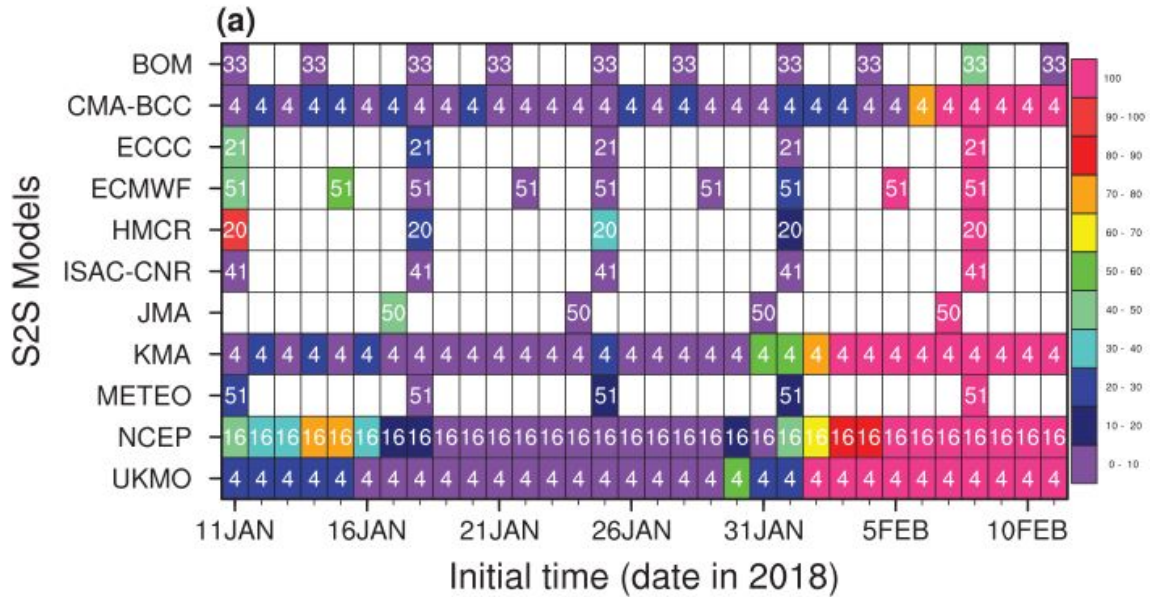 (a)
BOM 33 33 33 33 33 33 33 33 33 33
CMA-BCC 4 4 4 4 4 4 4 4 4 4 4 4 4 4 4 4 4 4 4 4 4 4 4 4 4 4 4 4 4 4 4 4
ECCC 21 21 21 21 21
ECMWF 51 51 51 51 51 51 51 51 51
HMCR 20 20 20 20 20
ISAC-CNR 41 41 41 41 41
JMA 50 50 50 50
KMA 4 4 4 4 4 4 4 4 4 4 4 4 4 4 4 4 4 4 4 4 4 4 4 4 4 4 4 4 4 4 4 4
METEO 51 51 51 51 51
NCEP 16 16 16 16 16 16 16 16 16 16 16 16 16 16 16 16 16 16 16 16 16 16 16 16 16 16 16 16 16 16 16 16
UKMO 4 4 4 4 4 4 4 4 4 4 4 4 4 4 4 4 4 4 4 4 4 4 4 4 4 4 4 4 4 4 4 4
S2S Models
11JAN 16JAN 21JAN 26JAN 31JAN 5FEB 10FEB
Initial time (date in 2018)
100
90 - 100
80 - 90
70 - 80
60 - 70
50 - 60
40 - 50
30 - 40
20 - 30
10 - 20
0 - 10